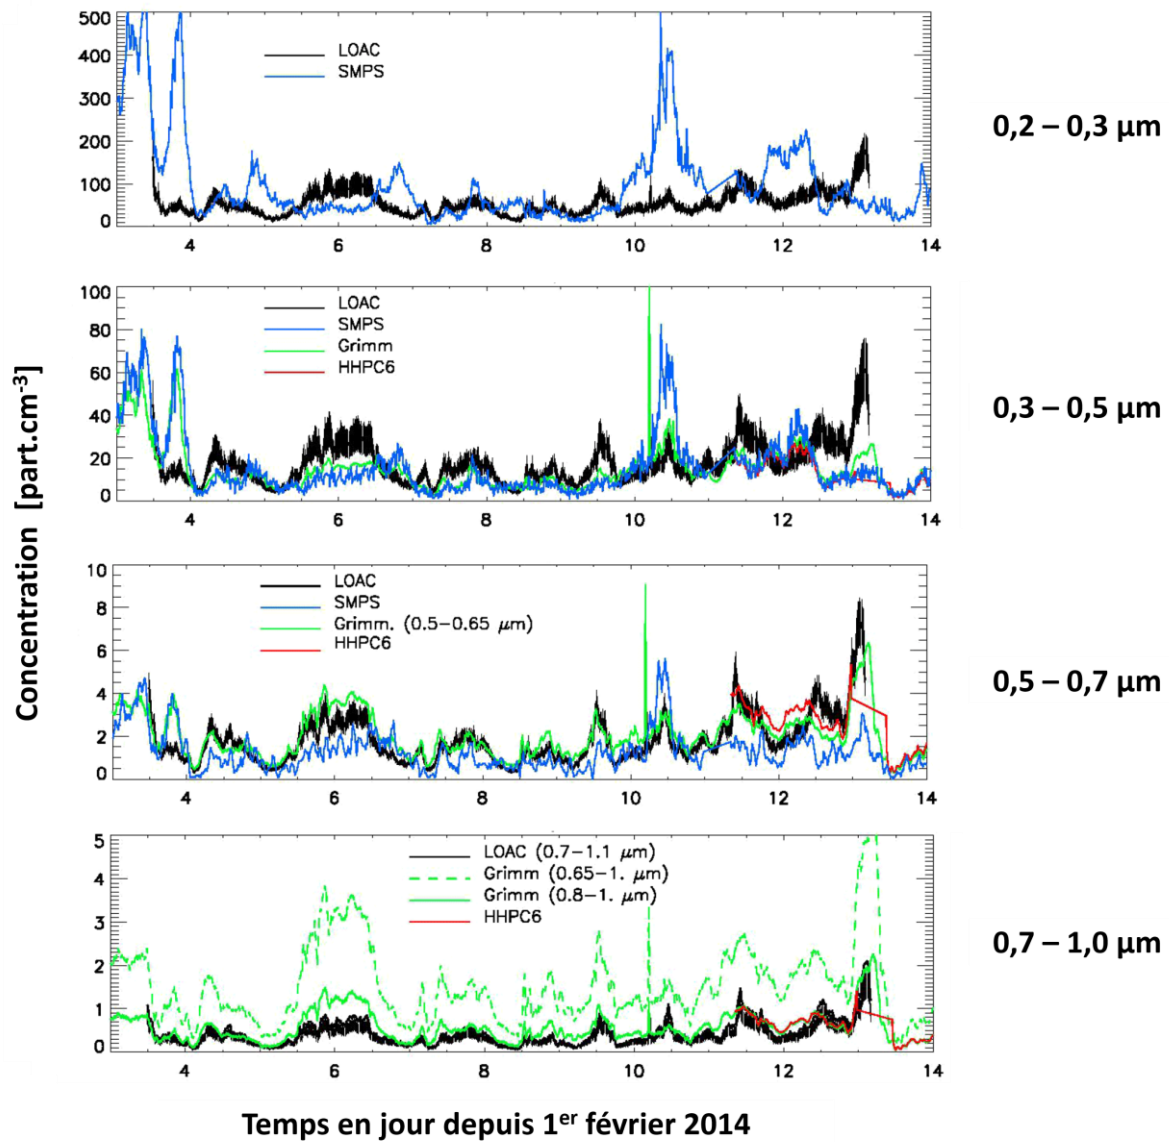 500
400
300
200
100
0
LOAC
SMPS
4
6
8
10
12
14
0,2 – 0,3 µm
100
80
60
40
20
0
LOAC
SMPS
Grimm
HHPC6
4
6
8
10
12
14
0,3 – 0,5 µm
Concentration [part.cm-3]
10
8
6
4
2
0
LOAC
SMPS
Grimm. (0.5–0.65 µm)
HHPC6
4
6
8
10
12
14
0,5 – 0,7 µm
5
4
3
2
1
0
LOAC (0.7–1.1 µm)
Grimm (0.65–1. µm)
Grimm (0.8–1. µm)
HHPC6
4
6
8
10
12
14
0,7 – 1,0 µm
Temps en jour depuis 1er février 2014